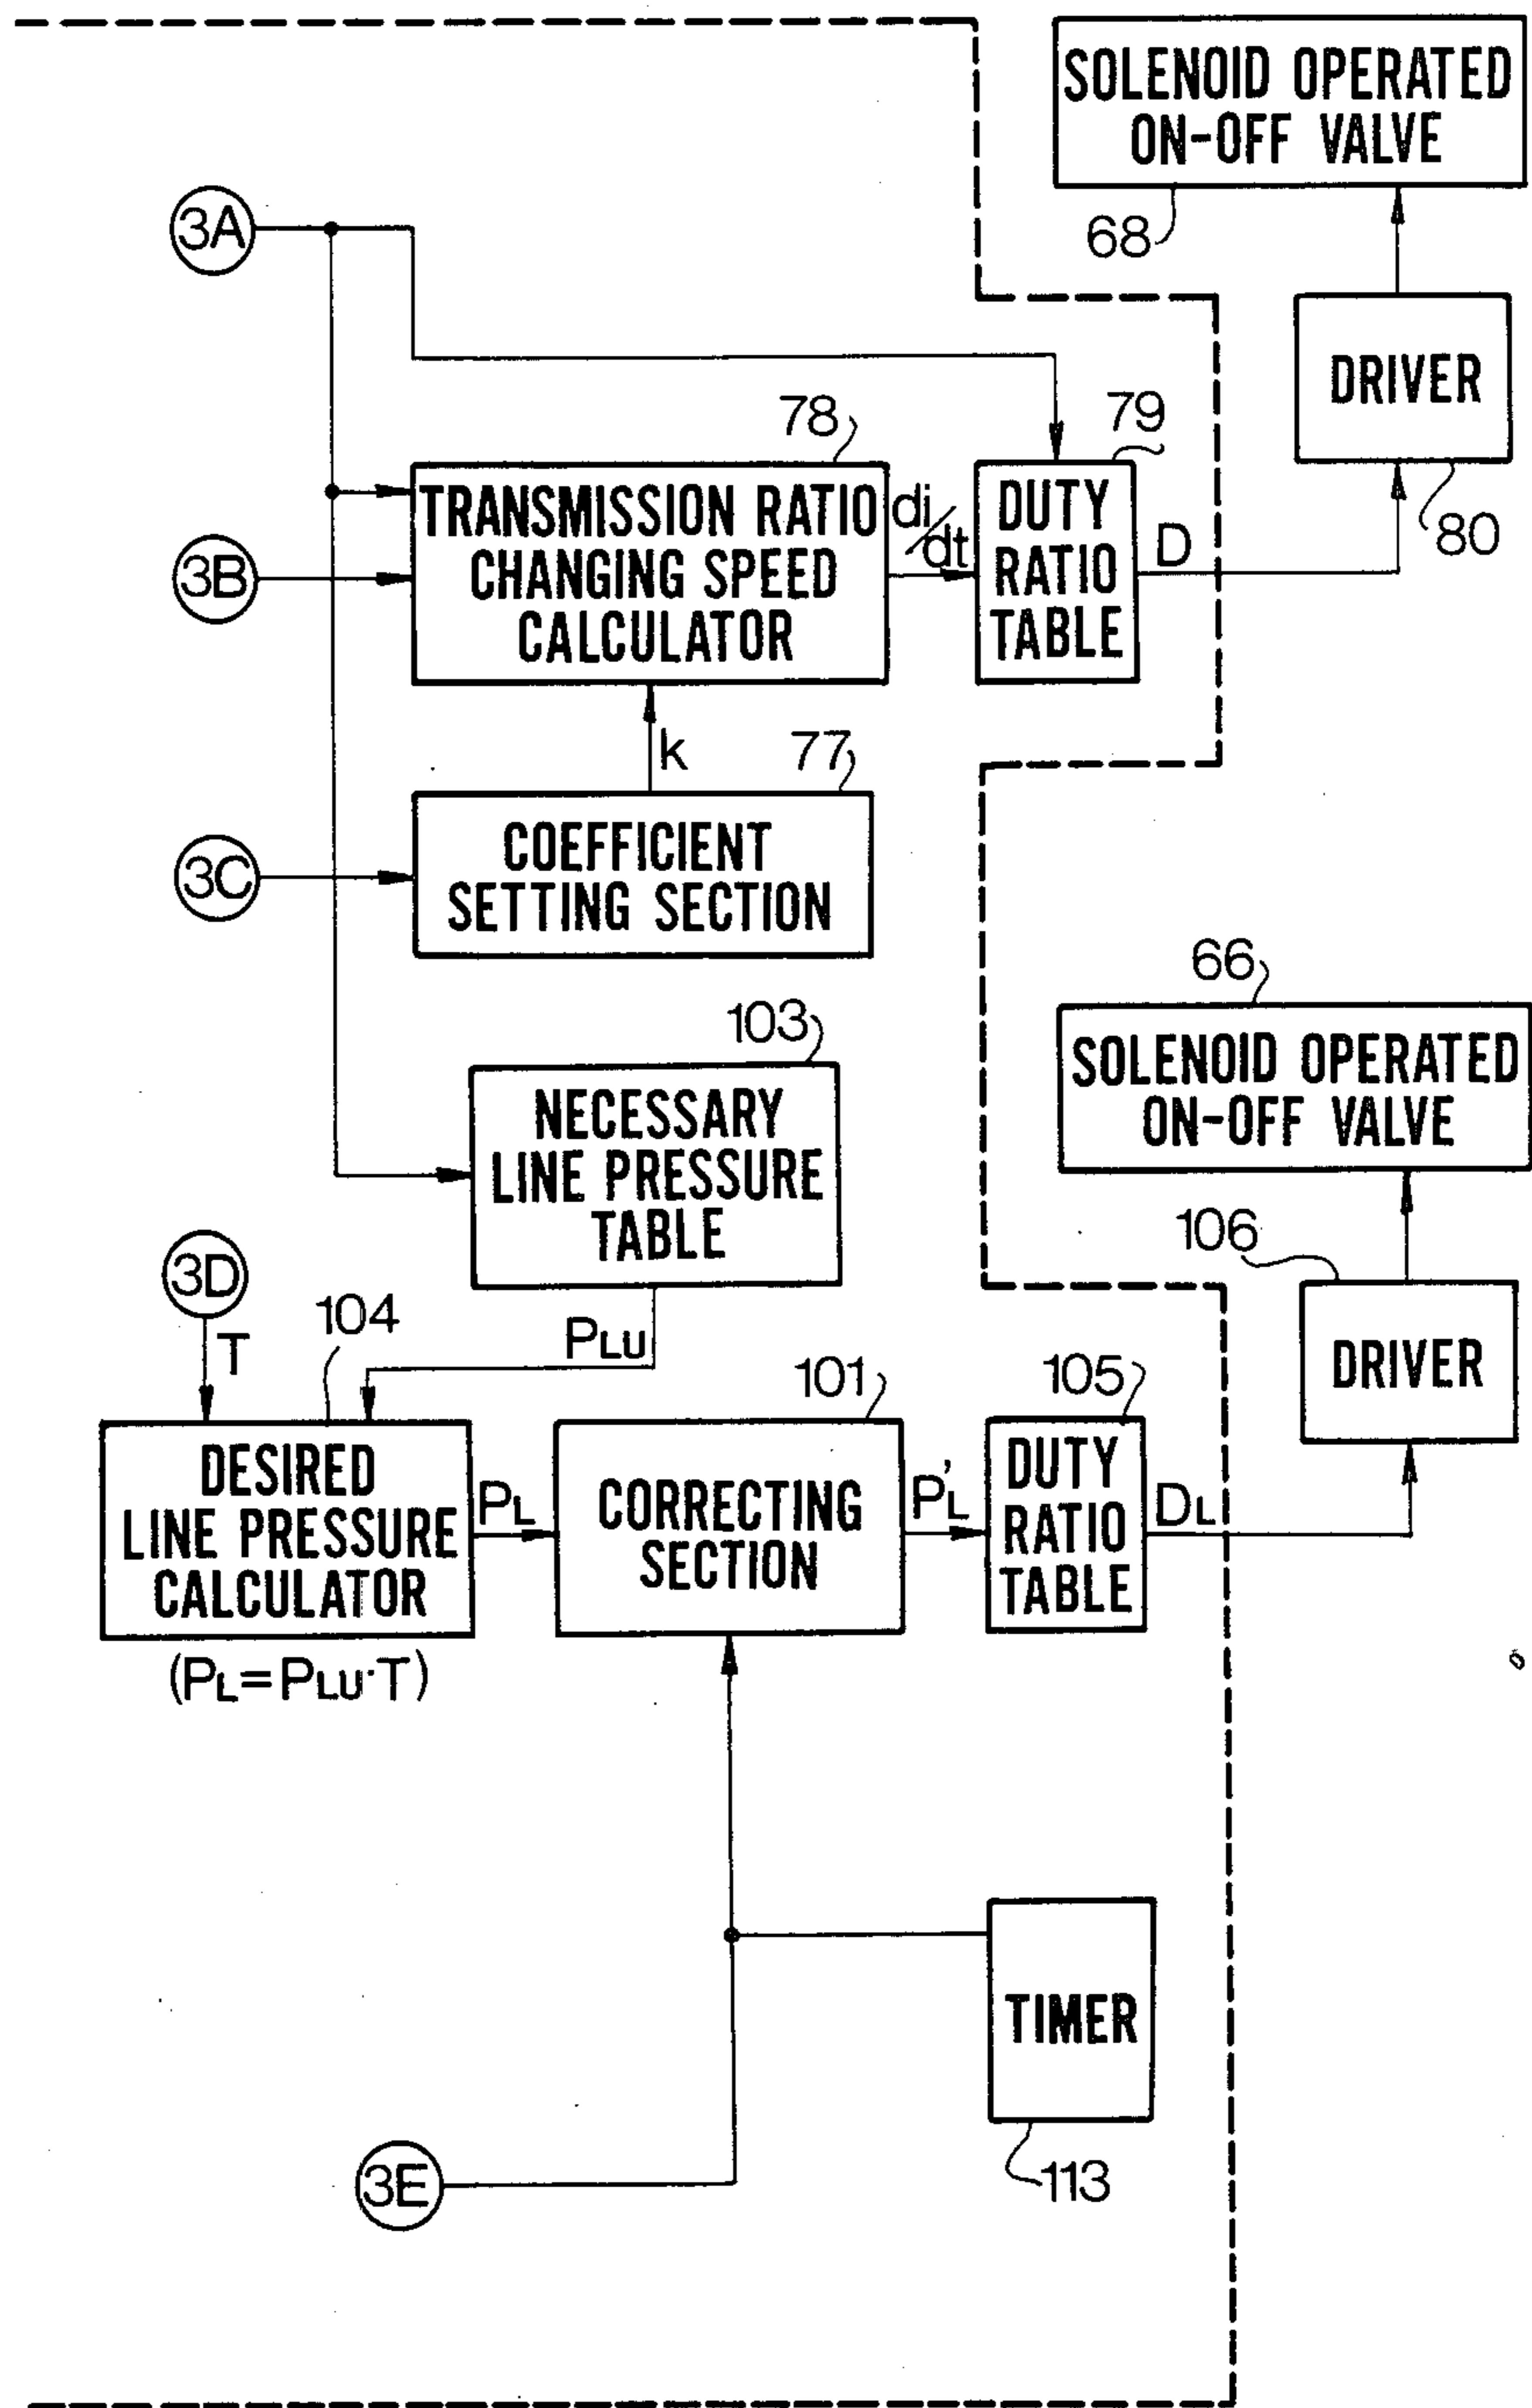 SOLENOID OPERATED
ON-OFF VALVE
68
3A
DRIVER
80
78
79
TRANSMISSION RATIO
CHANGING SPEED
CALCULATOR
di/dt
DUTY
RATIO
TABLE
D
3B
k
77
3C
COEFFICIENT
SETTING SECTION
66
SOLENOID OPERATED
ON-OFF VALVE
103
NECESSARY
LINE PRESSURE
TABLE
106
DRIVER
3D
T
104
PLU
101
105
DESIRED
LINE PRESSURE
CALCULATOR
PL
CORRECTING
SECTION
P'L
DUTY
RATIO
TABLE
DL
(PL=PLU·T)
TIMER
113
3E